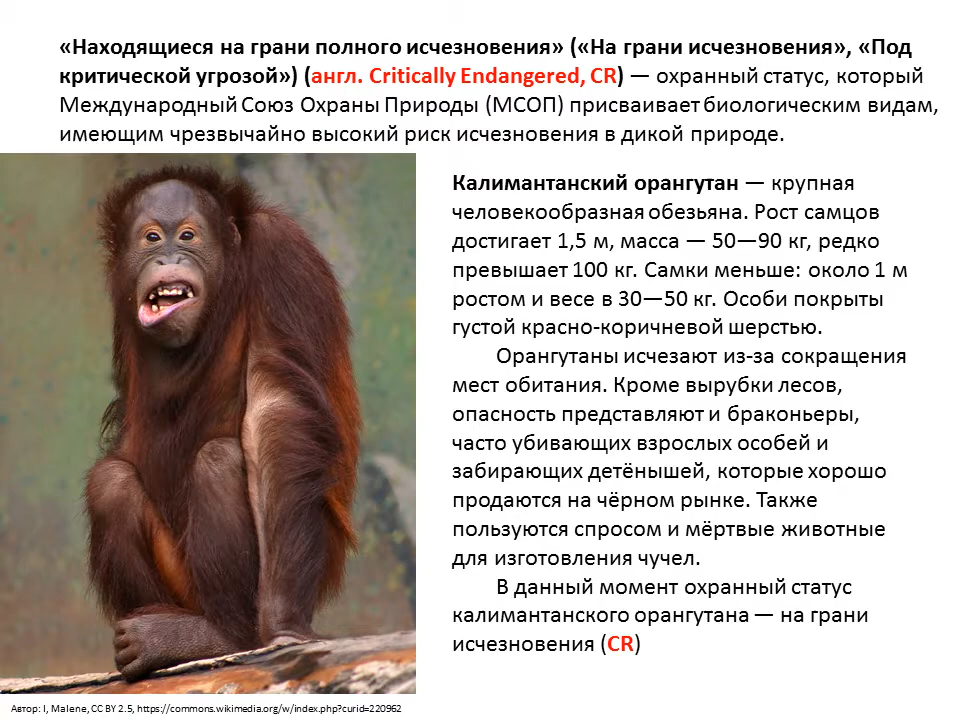 «Находящиеся на грани полного исчезновения» («На грани исчезновения», «Под
критической угрозой») (англ. Critically Endangered, CR) — охранный статус, который
Международный Союз Охраны Природы (МСОП) присваивает биологическим видам,
имеющим чрезвычайно высокий риск исчезновения в дикой природе.
Калимантанский орангутан — крупная
человекообразная обезьяна. Рост самцов
достигает 1,5 м, масса — 50—90 кг, редко
превышает 100 кг. Самки меньше: около 1 м
ростом и весе в 30—50 кг. Особи покрыты
густой красно-коричневой шерстью.
Орангутаны исчезают из-за сокращения
мест обитания. Кроме вырубки лесов,
опасность представляют и браконьеры,
часто убивающих взрослых особей и
забирающих детёнышей, которые хорошо
продаются на чёрном рынке. Также
пользуются спросом и мёртвые животные
для изготовления чучел.
В данный момент охранный статус
калимантанского орангутана — на грани
исчезновения (CR)
Автор: I, Malene, CC BY 2.5, https://commons.wikimedia.org/w/index.php?curid=220962